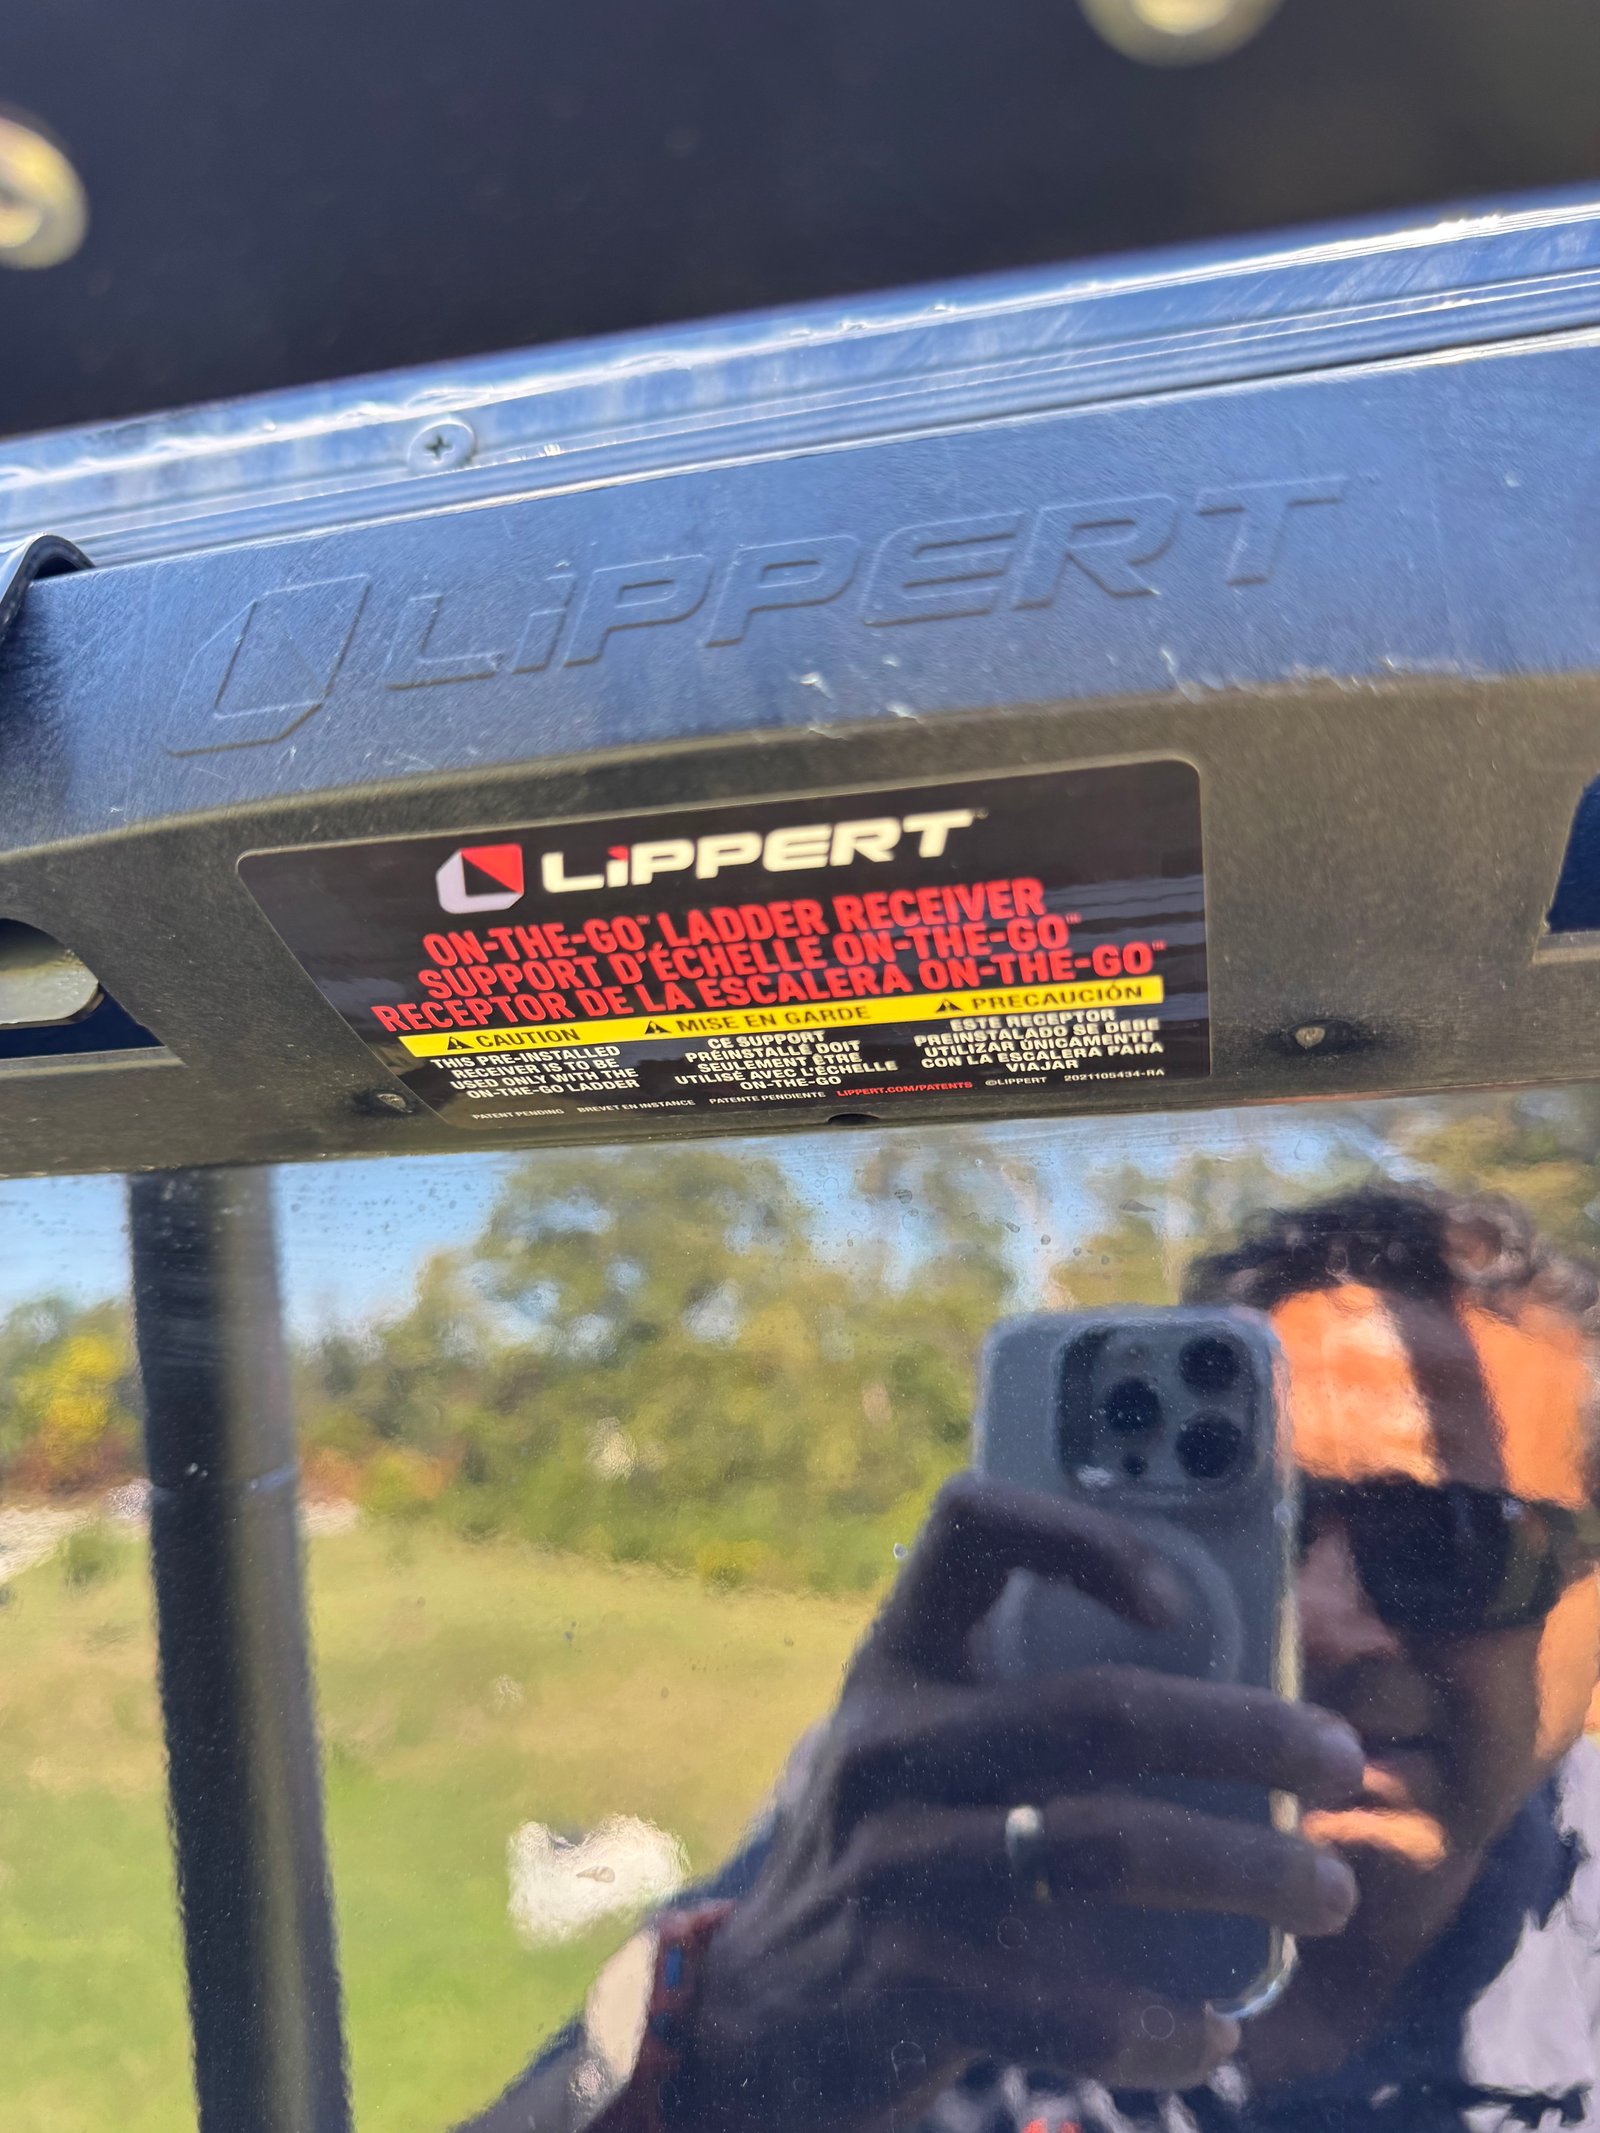 LiPPERT
LiPPERT™
ON-THE-GO™ LADDER RECEIVER
SUPPORT D'ÉCHELLE ON-THE-GO™
RECEPTOR DE LA ESCALERA ON-THE-GO™
⚠ CAUTION
THIS PRE-INSTALLED
RECEIVER IS TO BE
USED ONLY WITH THE
ON-THE-GO LADDER
⚠ MISE EN GARDE
CE SUPPORT
PRÉINSTALLÉ DOIT
SEULEMENT ÊTRE
UTILISÉ AVEC L'ÉCHELLE
ON-THE-GO
⚠ PRECAUCIÓN
ESTE RECEPTOR
PREINSTALADO SE DEBE
UTILIZAR ÚNICAMENTE
CON LA ESCALERA PARA
VIAJAR
PATENT PENDING BREVET EN INSTANCE PATENTE PENDIENTE LIPPERT.COM/PATENTS ©LIPPERT 2021105434-RA